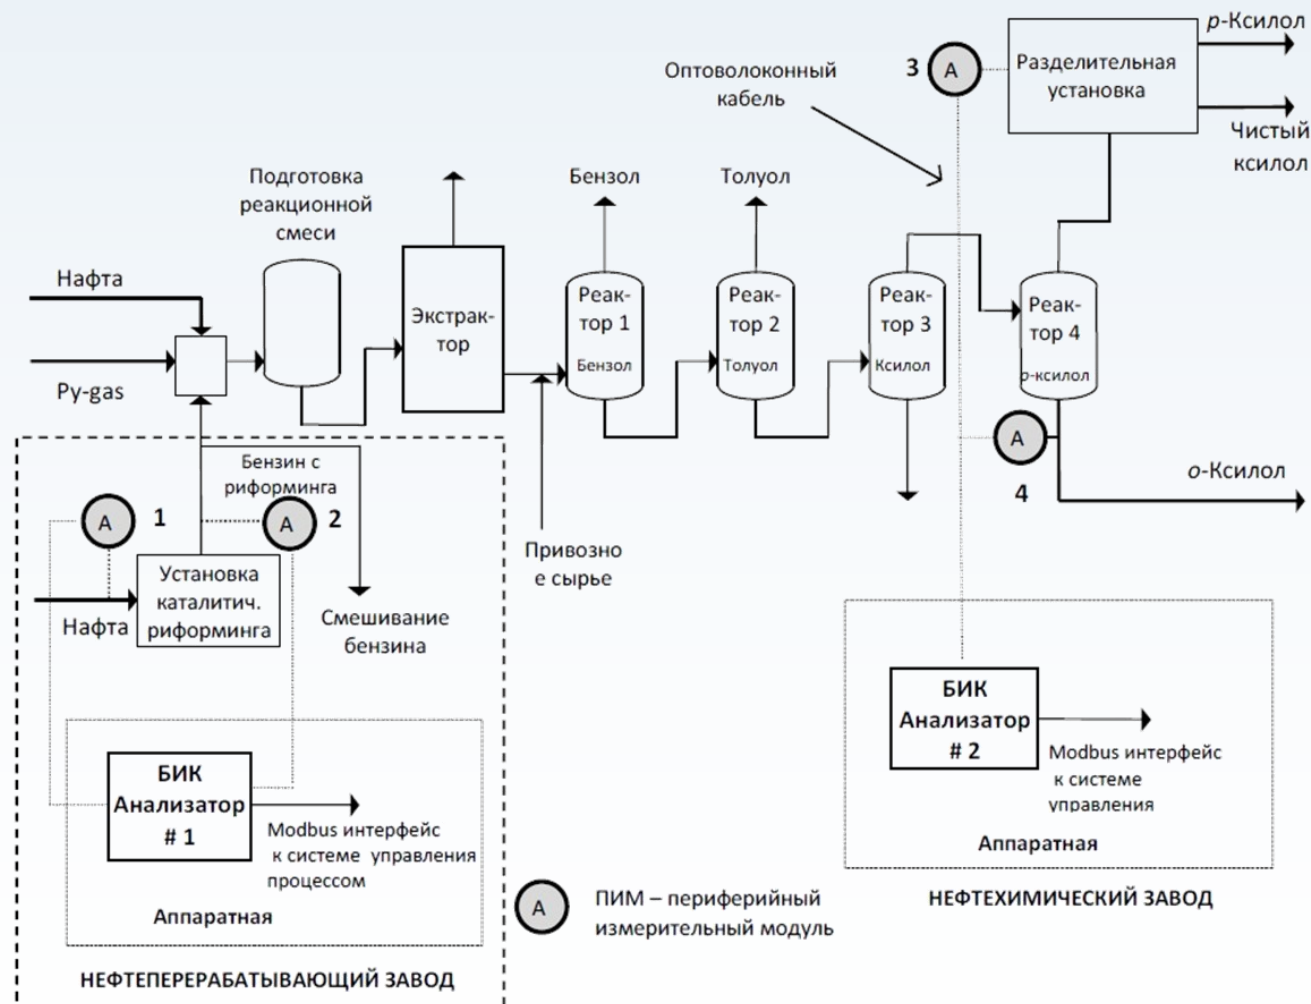 р-Ксилол
3
А
Разделительная
установка
Оптоволоконный
кабель
Чистый
ксилол
Подготовка
реакционной
смеси
Бензол
Толуол
Нафта
Py-gas
Экстрак-
тор
Реак-
тор 1
Бензол
Реак-
тор 2
Толуол
Реак-
тор 3
Ксилол
Реак-
тор 4
о-ксилол
А
4
о-Ксилол
Бензин с
риформинга
А
1
А
2
Установка
каталитич.
риформинга
Нафта
Смешивание
бензина
Привозно
е сырье
БИК
Анализатор
# 1
Modbus интерфейс
к системе управления
процессом
Аппаратная
НЕФТЕПЕРЕРАБАТЫВАЮЩИЙ ЗАВОД
А
ПИМ – периферийный
измерительный модуль
БИК
Анализатор
# 2
Modbus интерфейс
к системе
управления
Аппаратная
НЕФТЕХИМИЧЕСКИЙ ЗАВОД